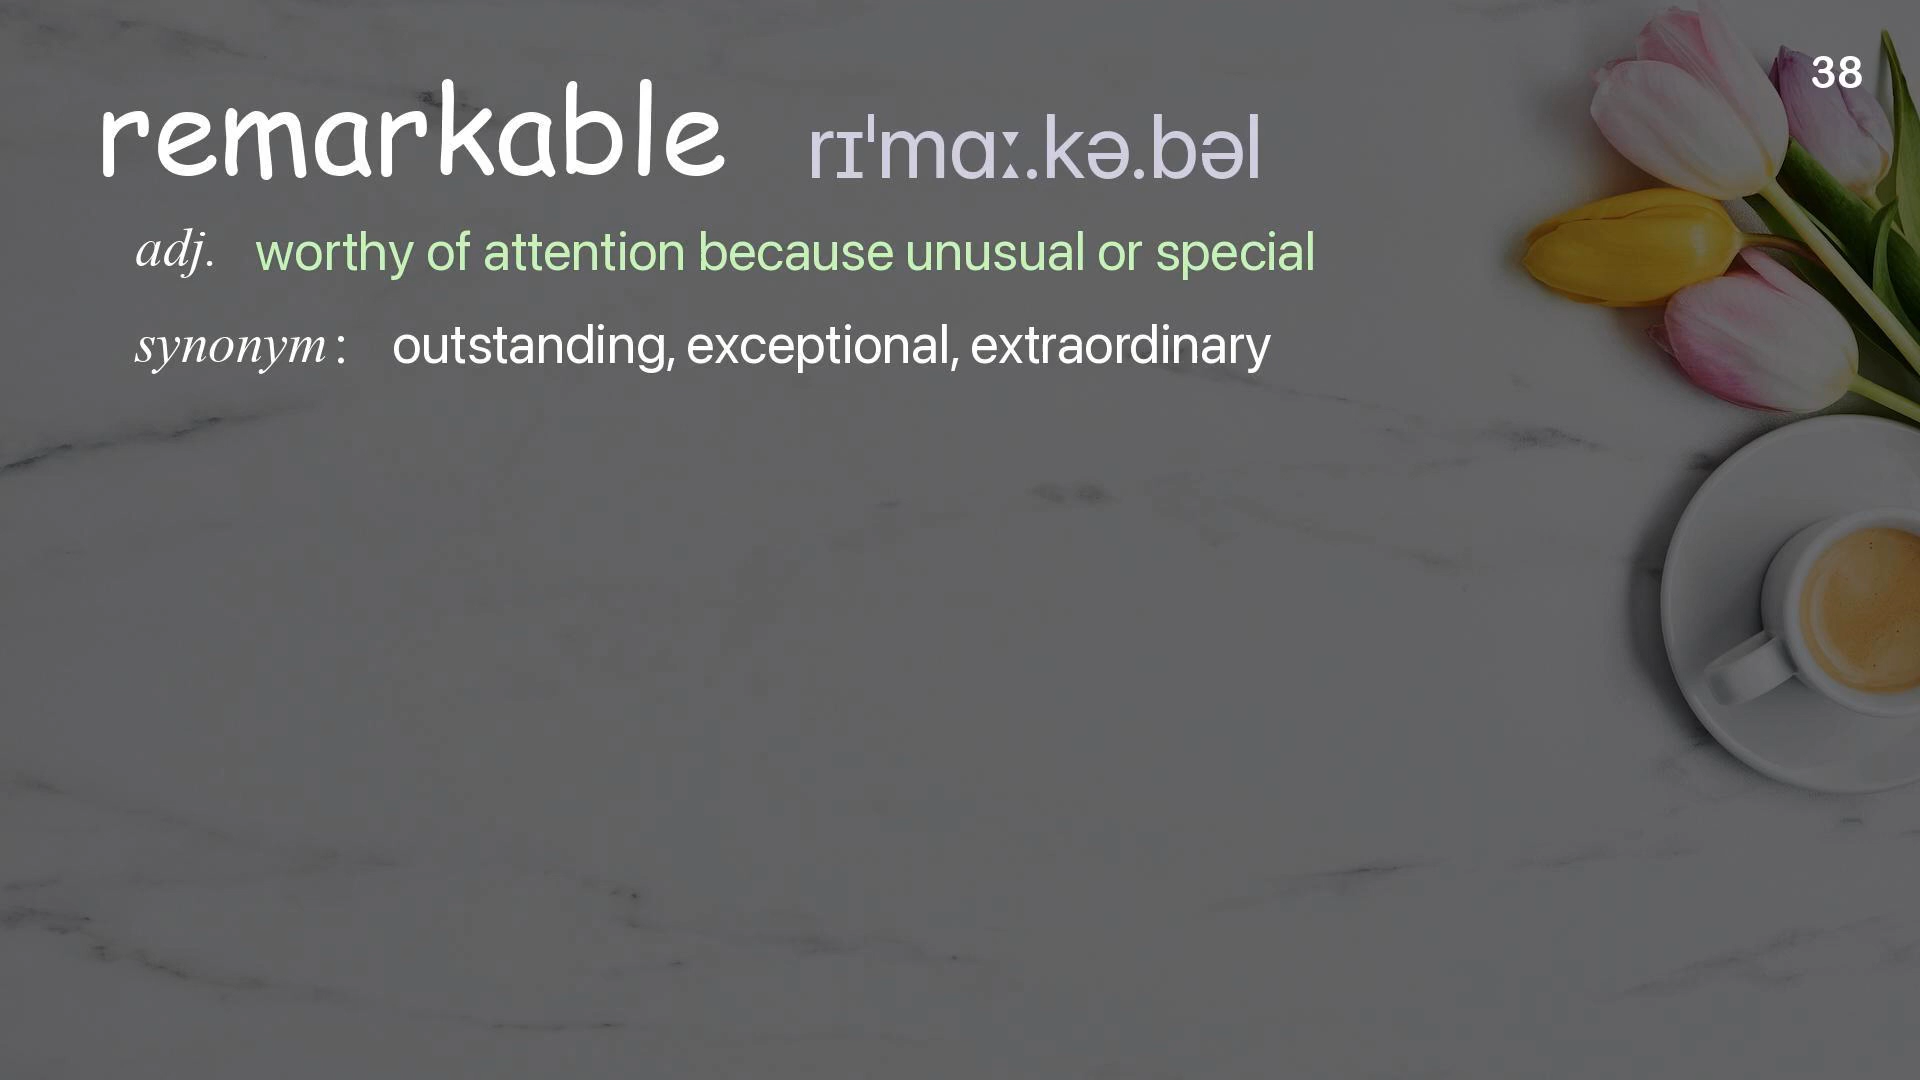 38
remarkable rɪˈmɑː.kə.bəl
adj. worthy of attention because unusual or special
synonym: outstanding, exceptional, extraordinary